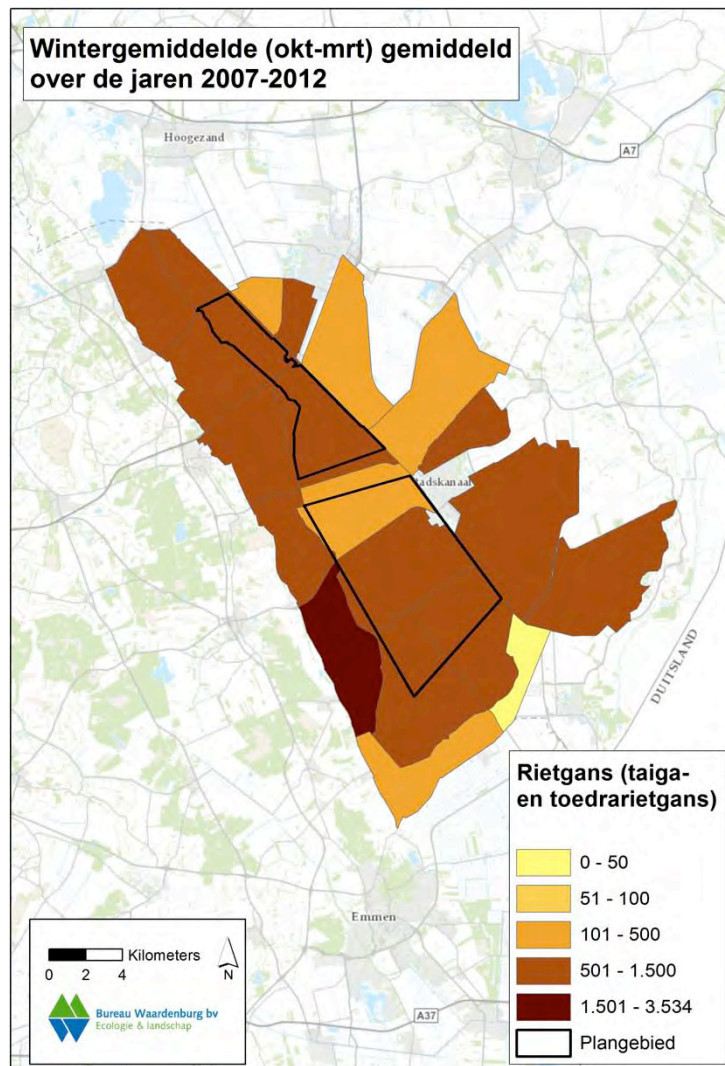 Wintergemiddelde (okt-mrt) gemiddeld
over de jaren 2007-2012
Hoogezand
A7
tadskanaal
DUITSLAND
Rietgans (taiga-
en toedrarietgans)
0 - 50
51 - 100
101 - 500
501 - 1.500
1.501 - 3.534
Plangebied
Emmen
Kilometers
0 2 4
N
Bureau Waardenburg bv
Ecologie & landschap
A37